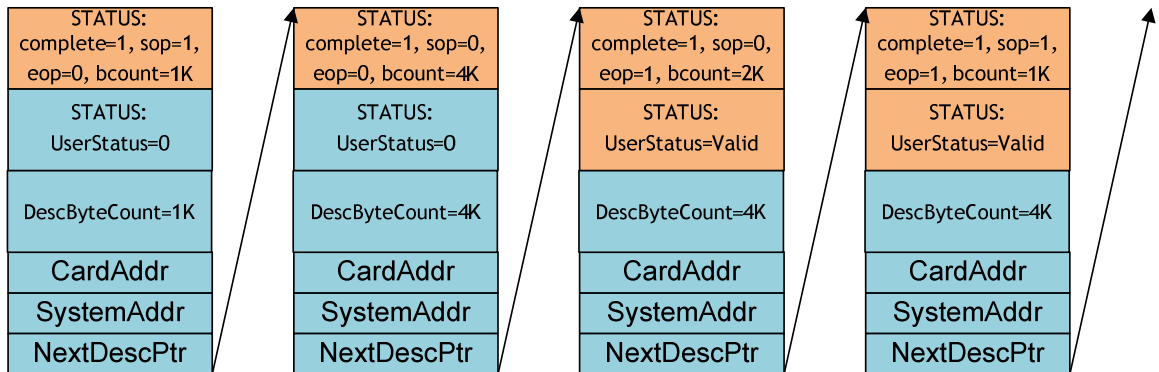 STATUS:
complete=1, sop=1,
eop=0, bcount=1K
STATUS:
UserStatus=0
DescByteCount=1K
CardAddr
SystemAddr
NextDescPtr
STATUS:
complete=1, sop=0,
eop=0, bcount=4K
STATUS:
UserStatus=0
DescByteCount=4K
CardAddr
SystemAddr
NextDescPtr
STATUS:
complete=1, sop=0,
eop=1, bcount=2K
STATUS:
UserStatus=Valid
DescByteCount=4K
CardAddr
SystemAddr
NextDescPtr
STATUS:
complete=1, sop=1,
eop=1, bcount=1K
STATUS:
UserStatus=Valid
DescByteCount=4K
CardAddr
SystemAddr
NextDescPtr